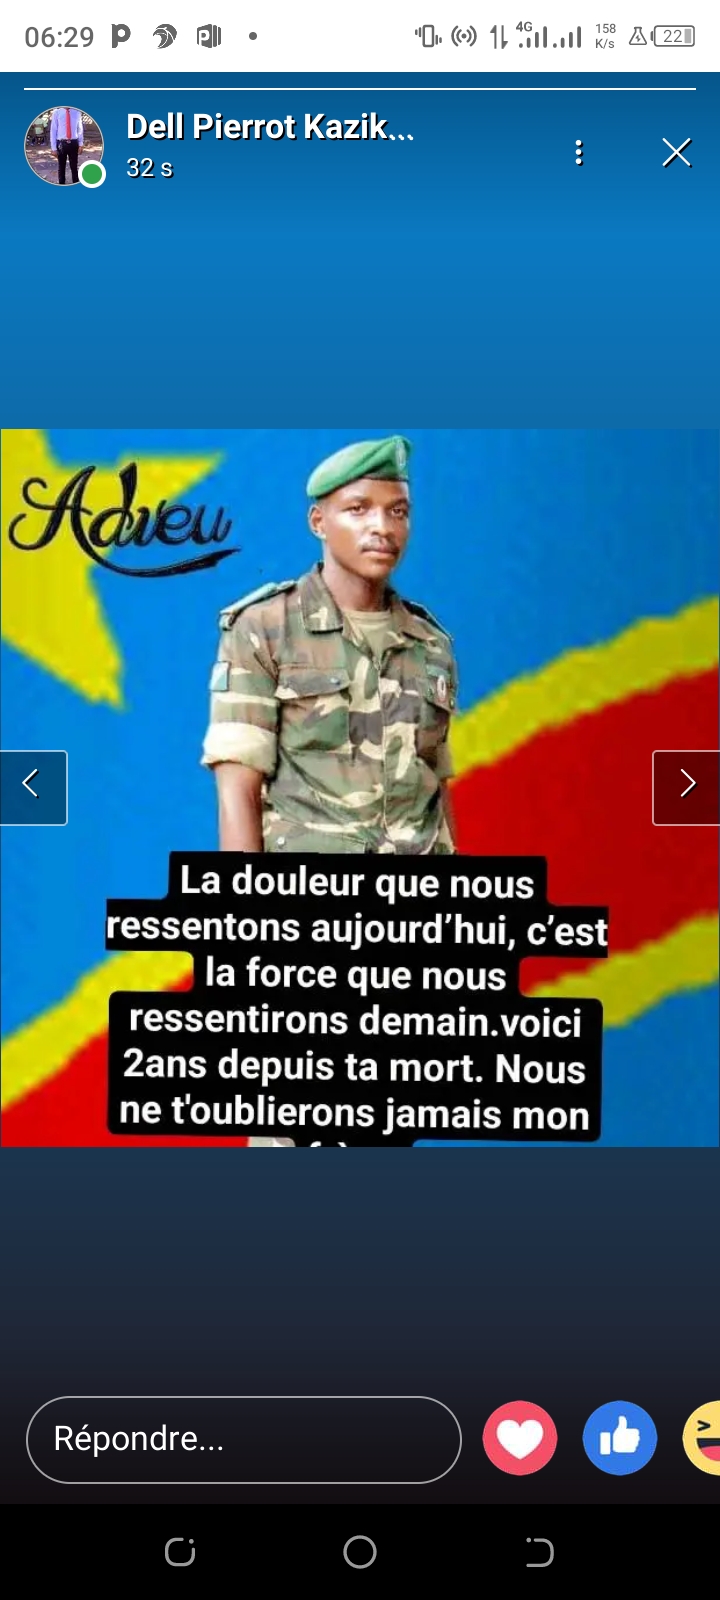 06:29
4G
158
K/s
22
Dell Pierrot Kazik...
32 s
Adieu
La douleur que nous
ressentons aujourd’hui, c’est
la force que nous
ressentirons demain.voici
2ans depuis ta mort. Nous
ne t'oublierons jamais mon
Répondre...